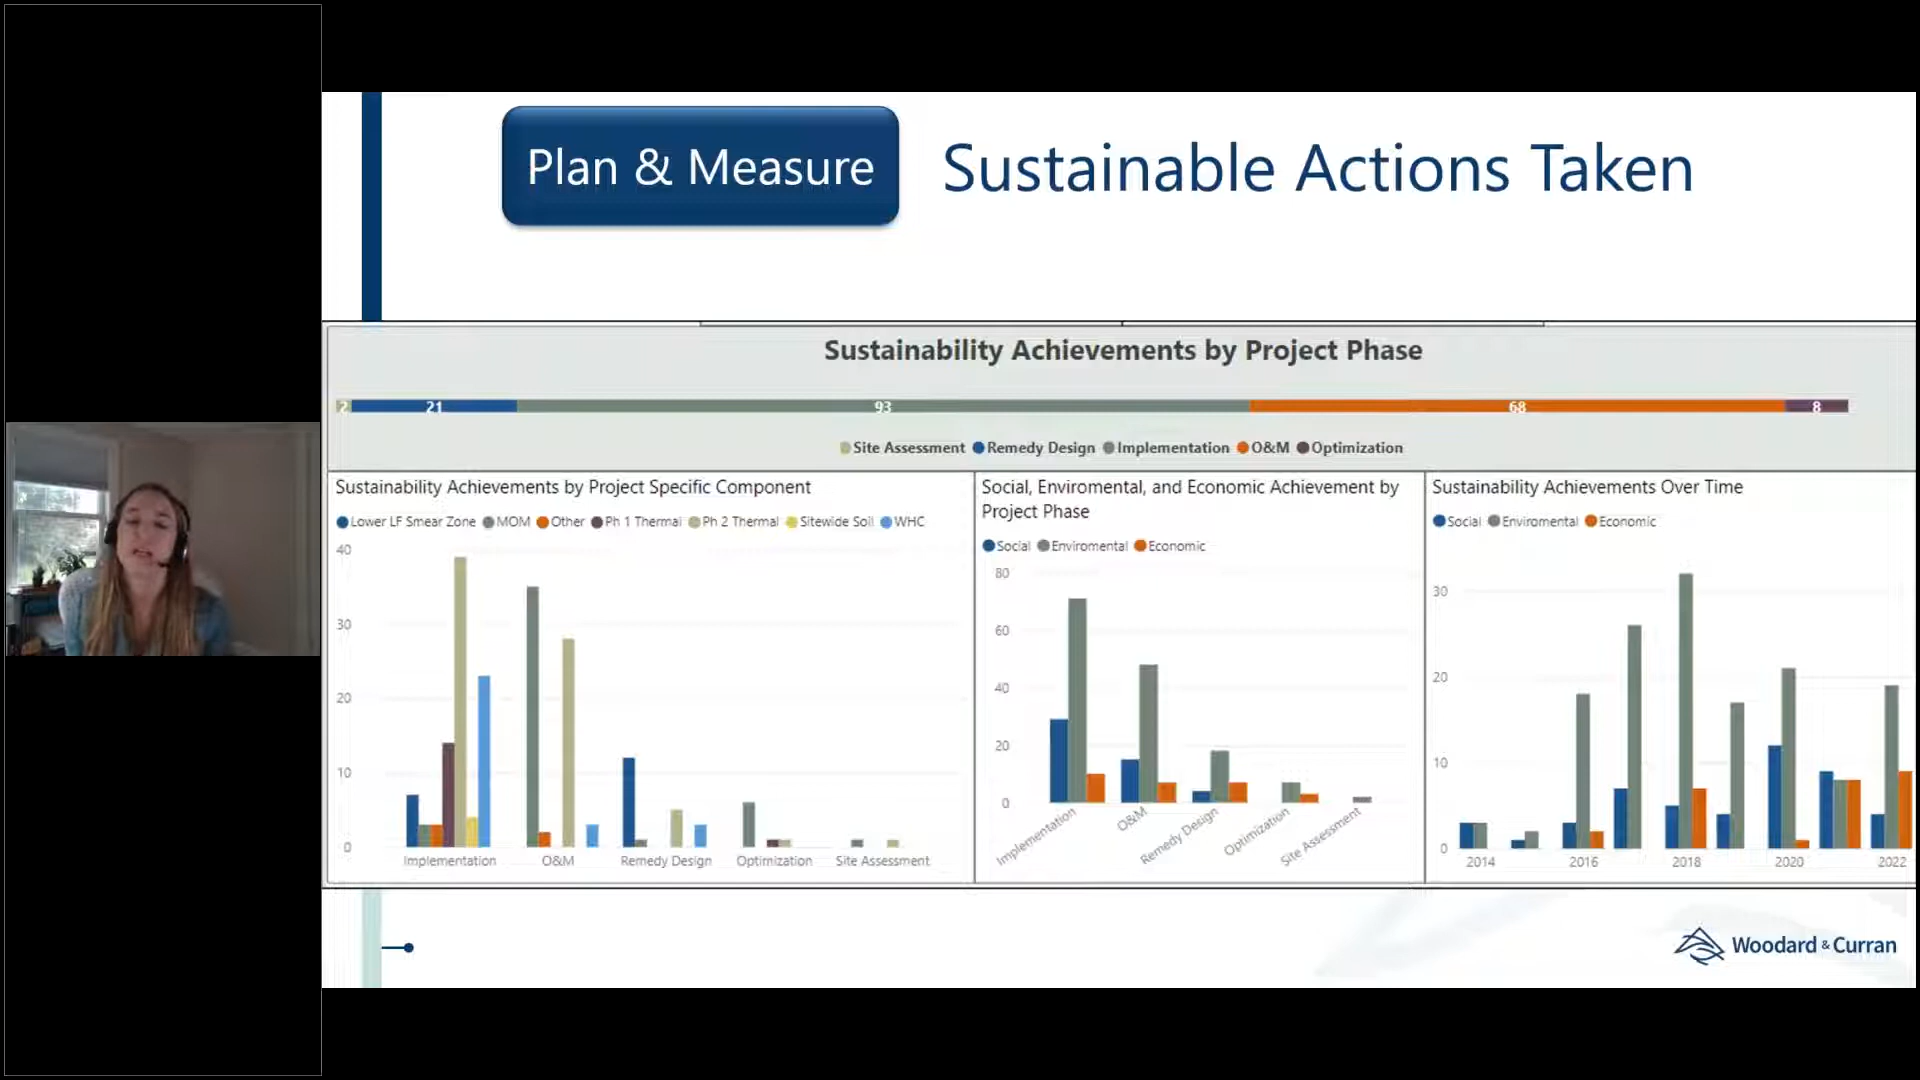 Plan & Measure
Sustainable Actions Taken
Sustainability Achievements by Project Phase
2 21 93 68 8
Site Assessment Remedy Design Implementation O&M Optimization
Sustainability Achievements by Project Specific Component
Lower LF Smear Zone MOM Other Ph 1 Thermal Ph 2 Thermal Sitewide Soil WHC
40
30
20
10
0
Implementation O&M Remedy Design Optimization Site Assessment
Social, Enviromental, and Economic Achievement by
Project Phase
Social Enviromental Economic
80
60
40
20
0
Implementation O&M Remedy Design Optimization Site Assessment
Sustainability Achievements Over Time
Social Enviromental Economic
30
20
10
0
2014 2016 2018 2020 2022
Woodard & Curran